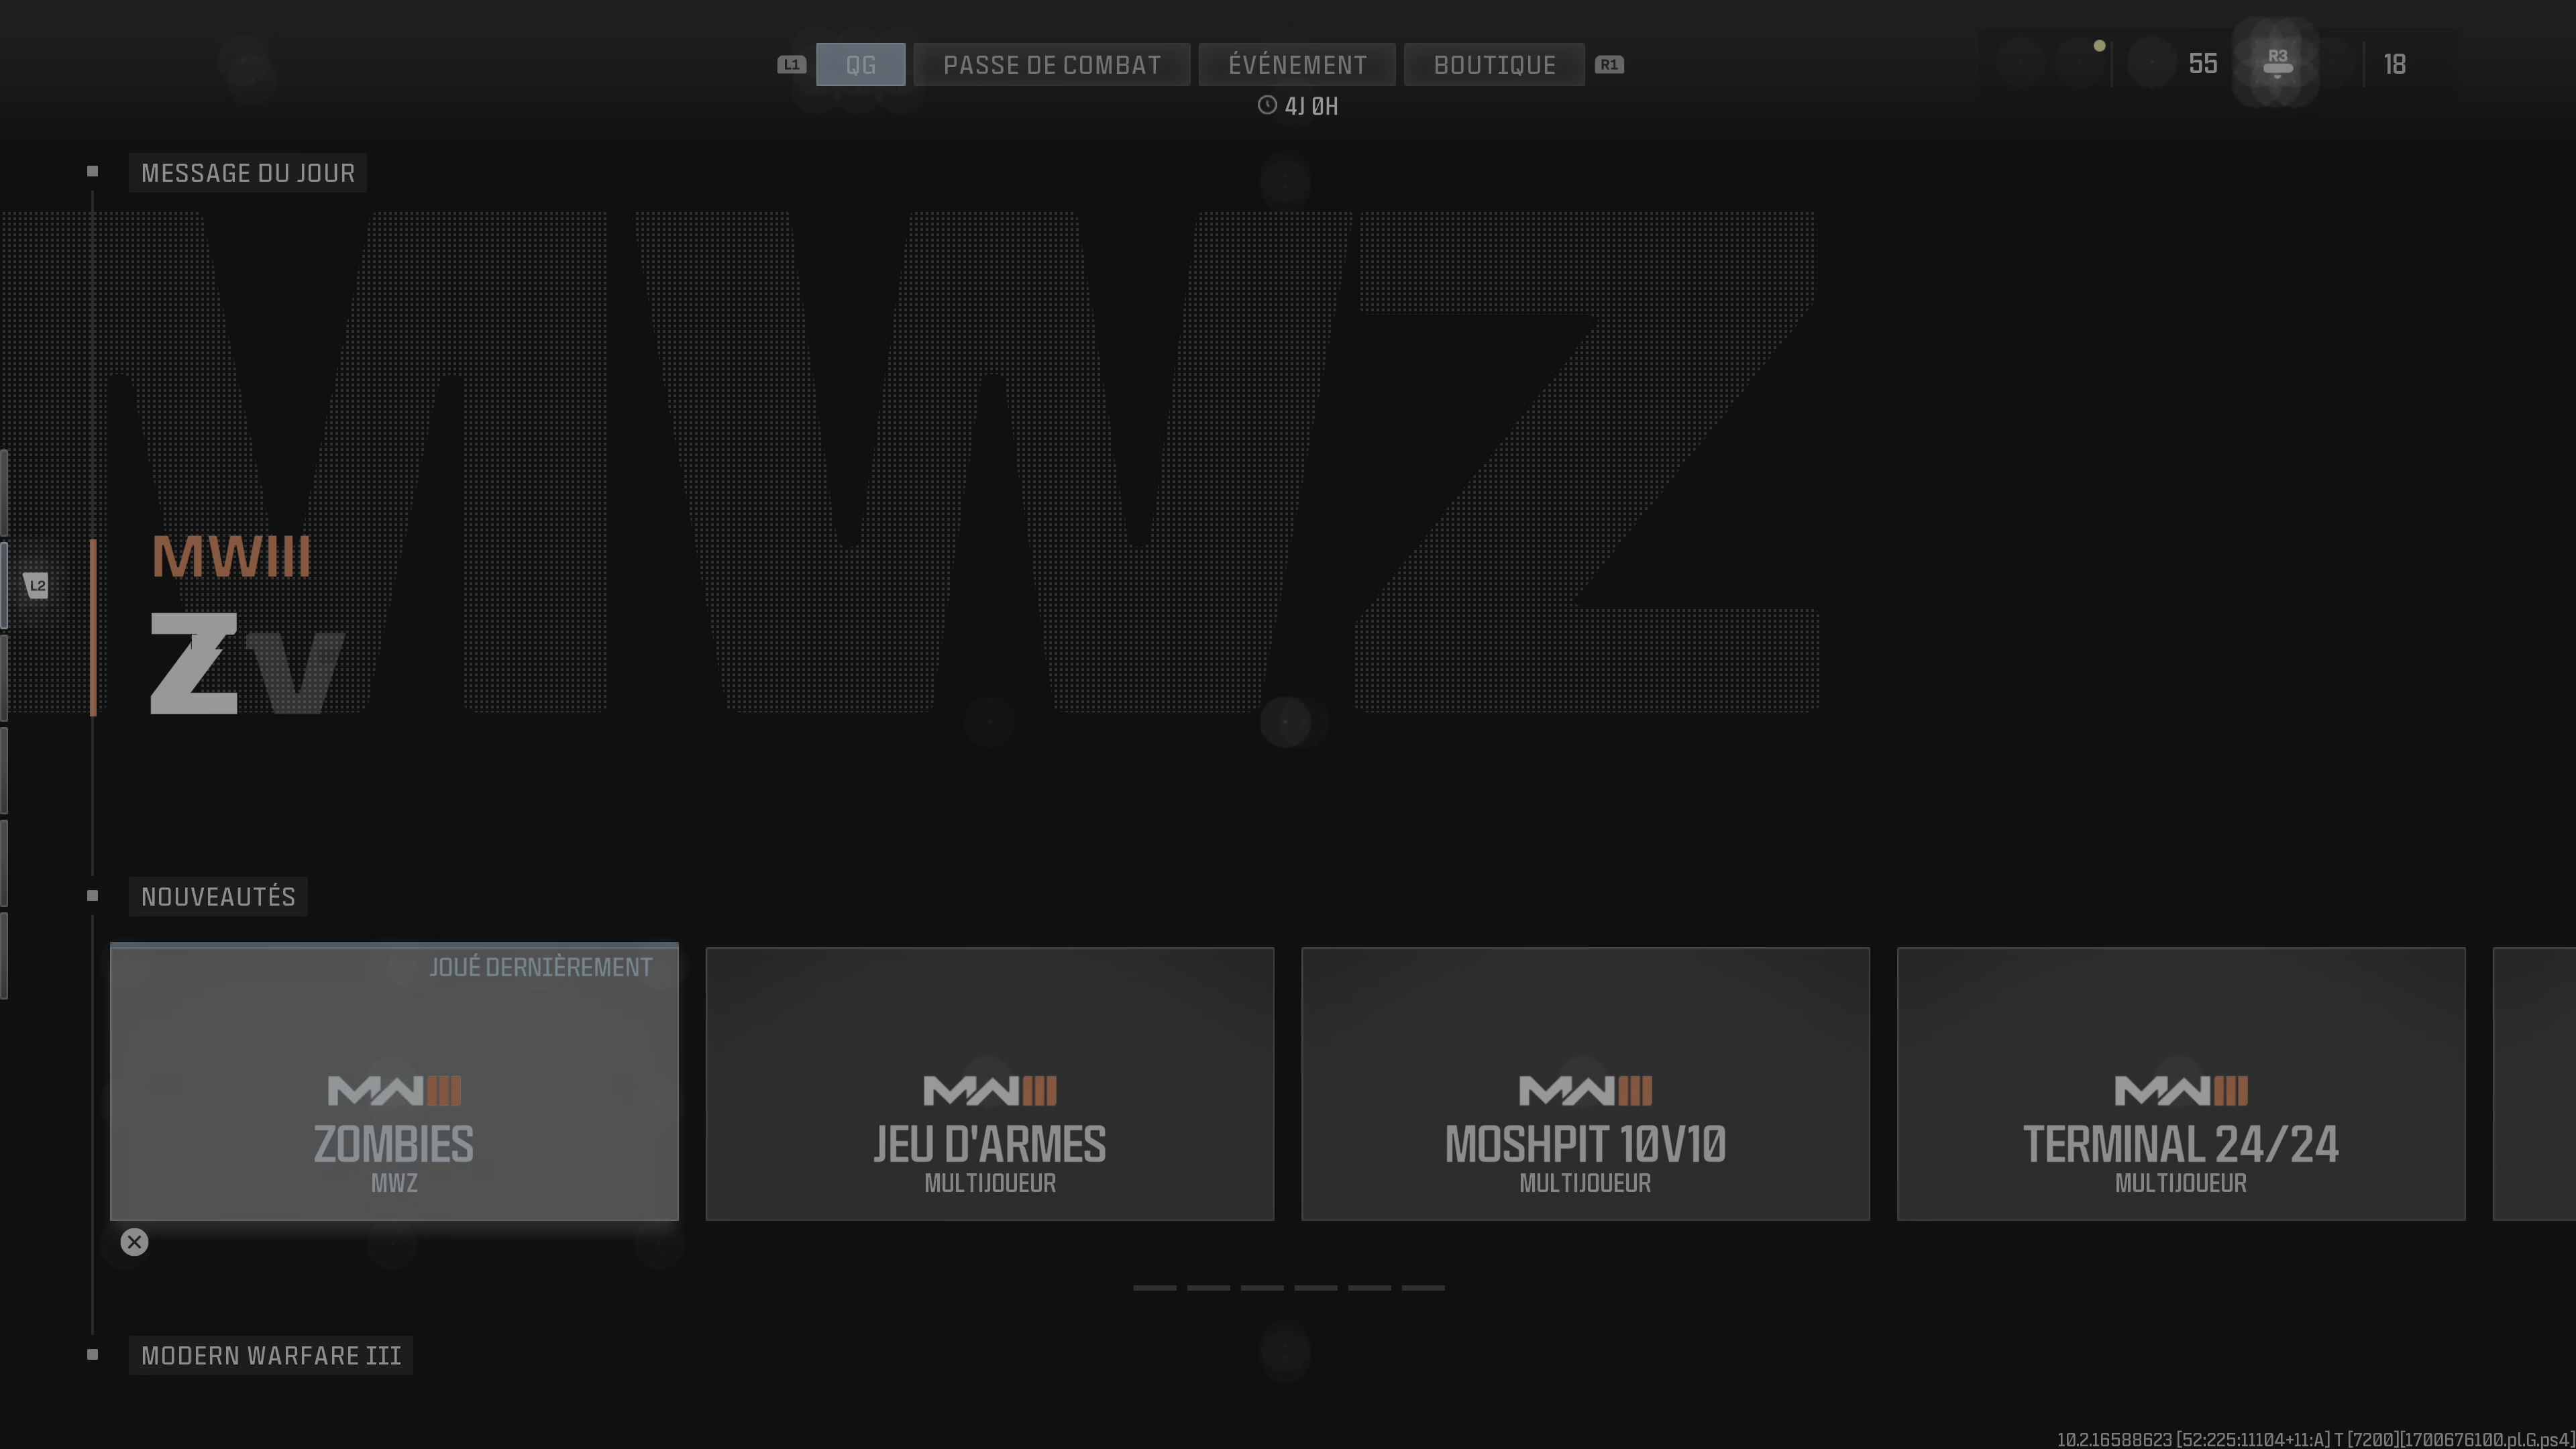 L1 QG PASSE DE COMBAT ÉVÉNEMENT BOUTIQUE R1
55 R3 18
4J 0H
MESSAGE DU JOUR
MWZ
MWIII
L2
ZV
NOUVEAUTÉS
JOUÉ DERNIÈREMENT
MWIII
ZOMBIES
MWZ
MWIII
JEU D'ARMES
MULTIJOUEUR
MWIII
MOSHPIT 10V10
MULTIJOUEUR
MWIII
TERMINAL 24/24
MULTIJOUEUR
MODERN WARFARE III
10.2.16588623 [52:225:11104+11:A] T [7200][1700676100.pl.G.ps4]